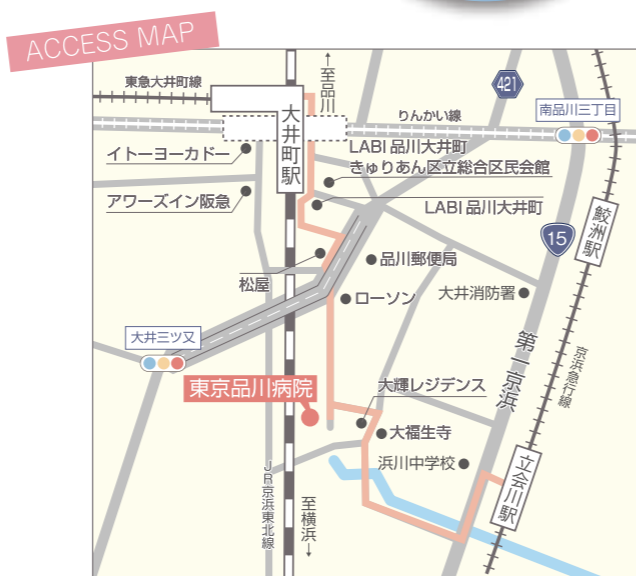 ACCESS MAP
東急大井町線
大井町駅
↑至品川
421
りんかい線
南品川三丁目
イトーヨーカドー
LABI 品川大井町
きゅりあん区立総合区民会館
アワーズイン阪急
LABI 品川大井町
鮫洲駅
15
品川郵便局
松屋
大井消防署
ローソン
大井三ツ又
第一京浜
京浜急行線
東京品川病院
大輝レジデンス
大福生寺
浜川中学校
立会川駅
JR京浜東北線
至横浜↓